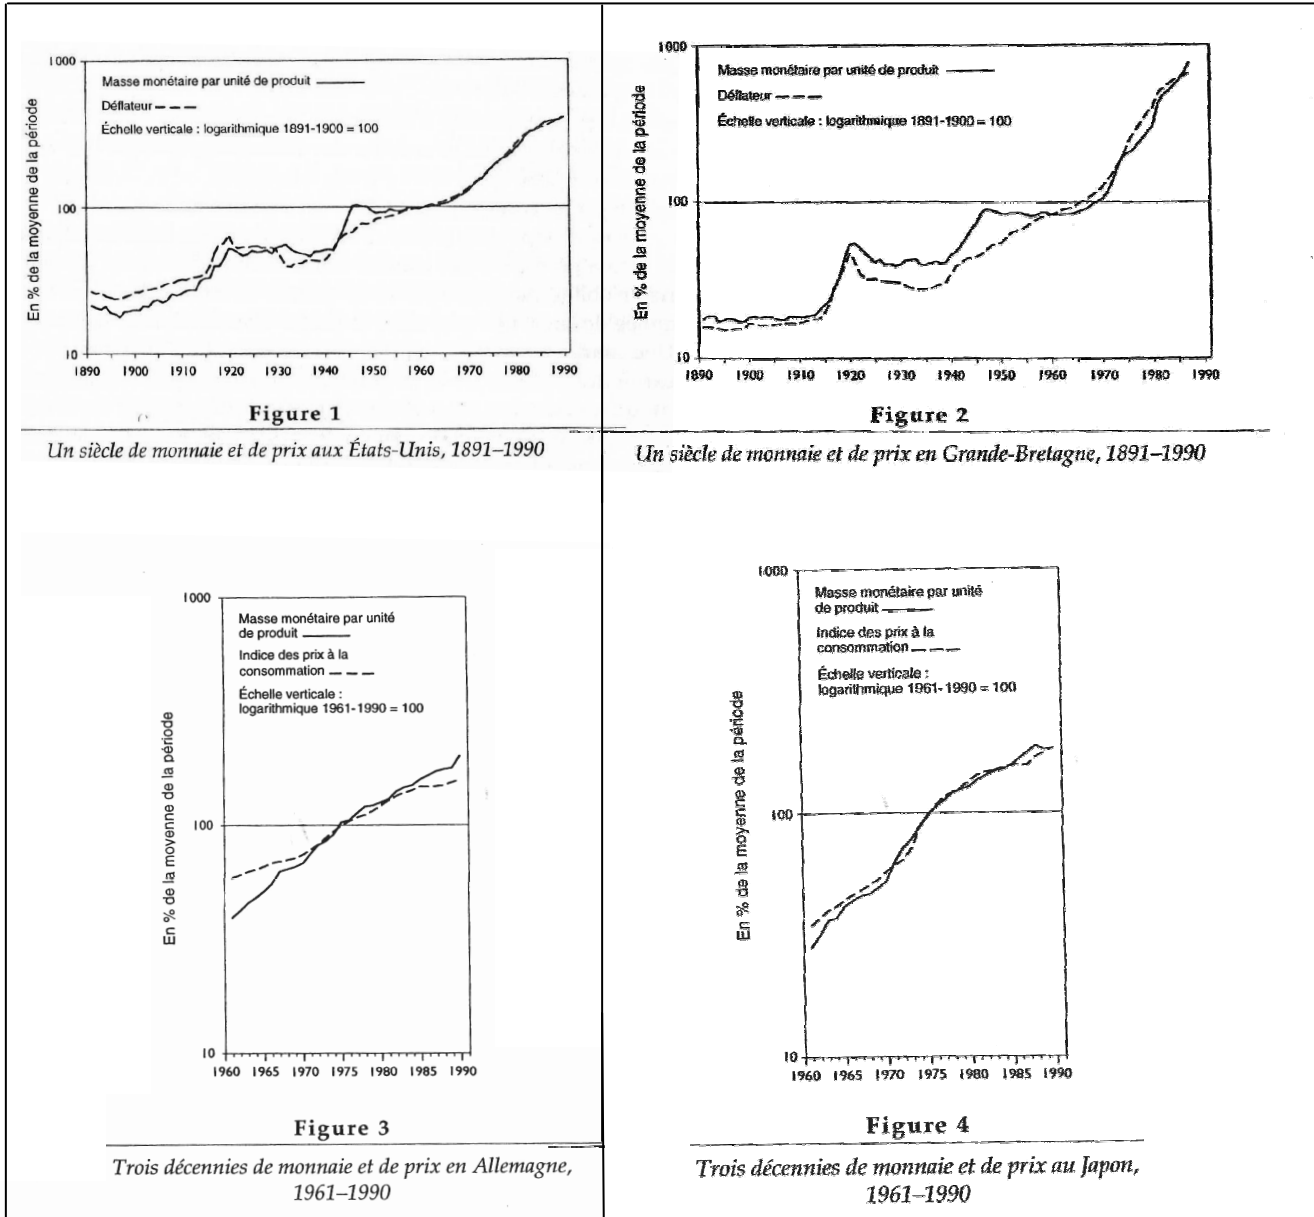 1000
Masse monétaire par unité de produit
Déflateur
Échelle verticale : logarithmique 1891-1900 = 100
En % de la moyenne de la période
100
10
1890 1900 1910 1920 1930 1940 1950 1960 1970 1980 1990
Figure 1
Un siècle de monnaie et de prix aux États-Unis, 1891–1990
1000
Masse monétaire par unité de produit
Déflateur
Échelle verticale : logarithmique 1891-1900 = 100
En % de la moyenne de la période
100
10
1890 1900 1910 1920 1930 1940 1950 1960 1970 1980 1990
Figure 2
Un siècle de monnaie et de prix en Grande-Bretagne, 1891–1990
1000
Masse monétaire par unité
de produit
Indice des prix à la
consommation
Échelle verticale :
logarithmique 1961-1990 = 100
En % de la moyenne de la période
100
10
1960 1965 1970 1975 1980 1985 1990
Figure 3
Trois décennies de monnaie et de prix en Allemagne,
1961–1990
1000
Masse monétaire par unité
de produit
Indice des prix à la
consommation
Échelle verticale :
logarithmique 1961-1990 = 100
En % de la moyenne de la période
100
10
1960 1965 1970 1975 1980 1985 1990
Figure 4
Trois décennies de monnaie et de prix au Japon,
1961–1990